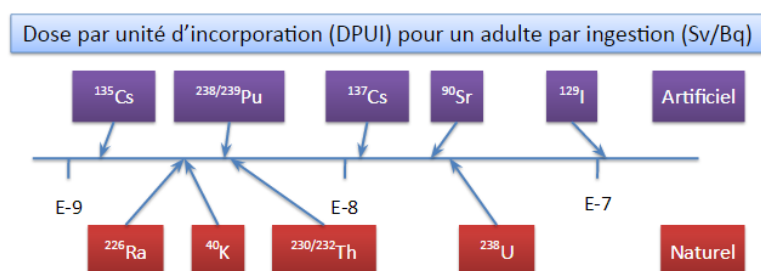 Dose par unité d’incorporation (DPUI) pour un adulte par ingestion (Sv/Bq)
¹³⁵Cs ²³⁸/²³⁹Pu ¹³⁷Cs ⁹⁰Sr ¹²⁹I Artificiel
E-9 E-8 E-7
²²⁶Ra ⁴⁰K ²³⁰/²³²Th ²³⁸U Naturel